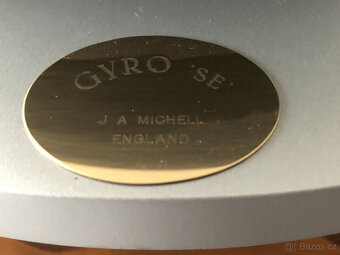 GYRO SE
J A MICHELL
ENGLAND
© Bazos.cz